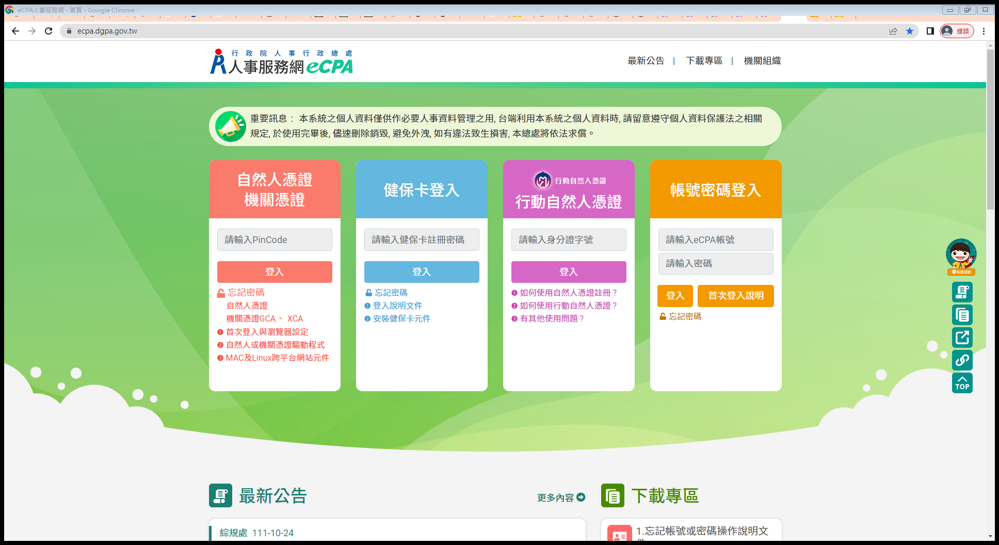 eCPA人事服務網 - 首頁 - Google Chrome
ecpa.dgpa.gov.tw
錯誤
行政院人事行政總處
人事服務網 eCPA
最新公告 | 下載專區 | 機關組織
重要訊息： 本系統之個人資料僅供作必要人事資料管理之用, 台端利用本系統之個人資料時, 請留意遵守個人資料保護法之相關
規定, 於使用完畢後, 儘速刪除銷毀, 避免外洩, 如有違法致生損害, 本總處將依法求償。
自然人憑證
機關憑證
請輸入PinCode
登入
忘記密碼
自然人憑證
機關憑證GCA、 XCA
1 首次登入與瀏覽器設定
2 自然人或機關憑證驅動程式
3 MAC及Linux跨平台網站元件
健保卡登入
請輸入健保卡註冊密碼
登入
忘記密碼
1 登入說明文件
2 安裝健保卡元件
行動自然人憑證
行動自然人憑證
請輸入身分證字號
登入
1 如何使用自然人憑證註冊？
2 如何使用行動自然人憑證？
3 有其他使用問題？
帳號密碼登入
請輸入eCPA帳號
請輸入密碼
登入 首次登入說明
忘記密碼
智慧客服
TOP
最新公告
更多內容
綜規處 111-10-24
下載專區
1.忘記帳號或密碼操作說明文